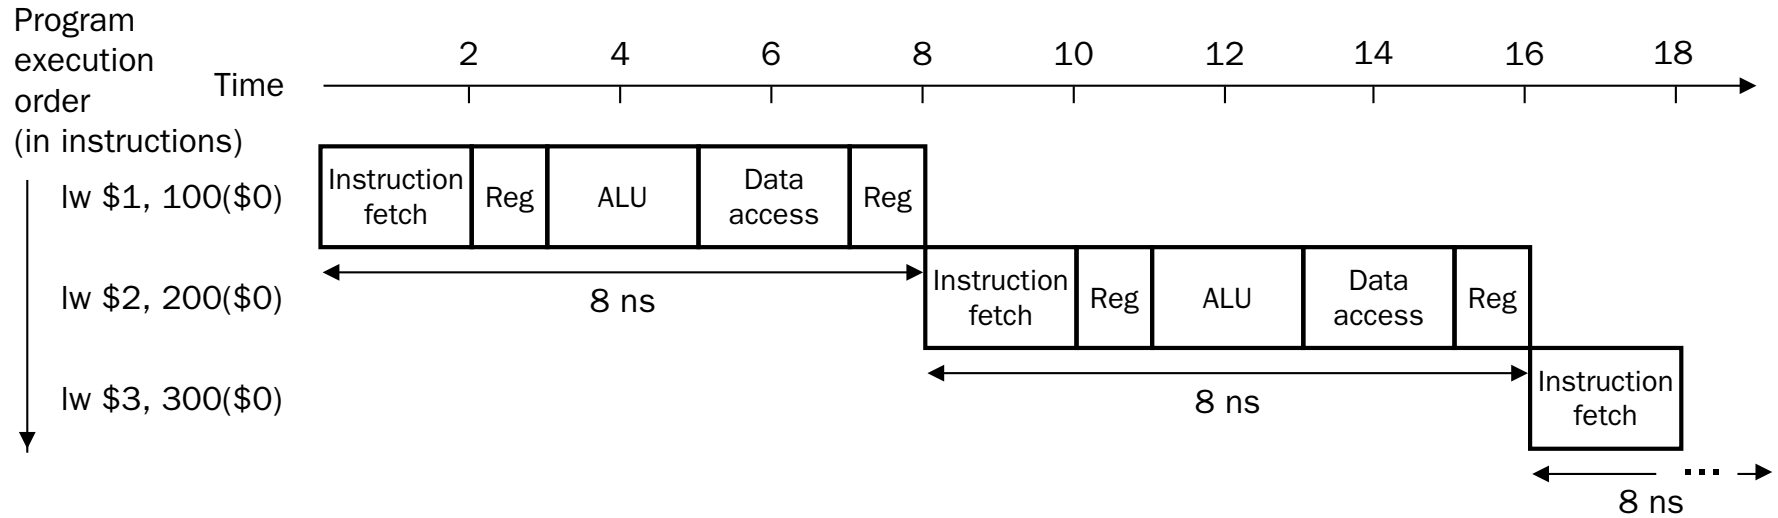 Program
execution
order
(in instructions)
Time
2 4 6 8 10 12 14 16 18
lw $1, 100($0)
Instruction
fetch
Reg
ALU
Data
access
Reg
8 ns
lw $2, 200($0)
Instruction
fetch
Reg
ALU
Data
access
Reg
8 ns
lw $3, 300($0)
Instruction
fetch
...
8 ns